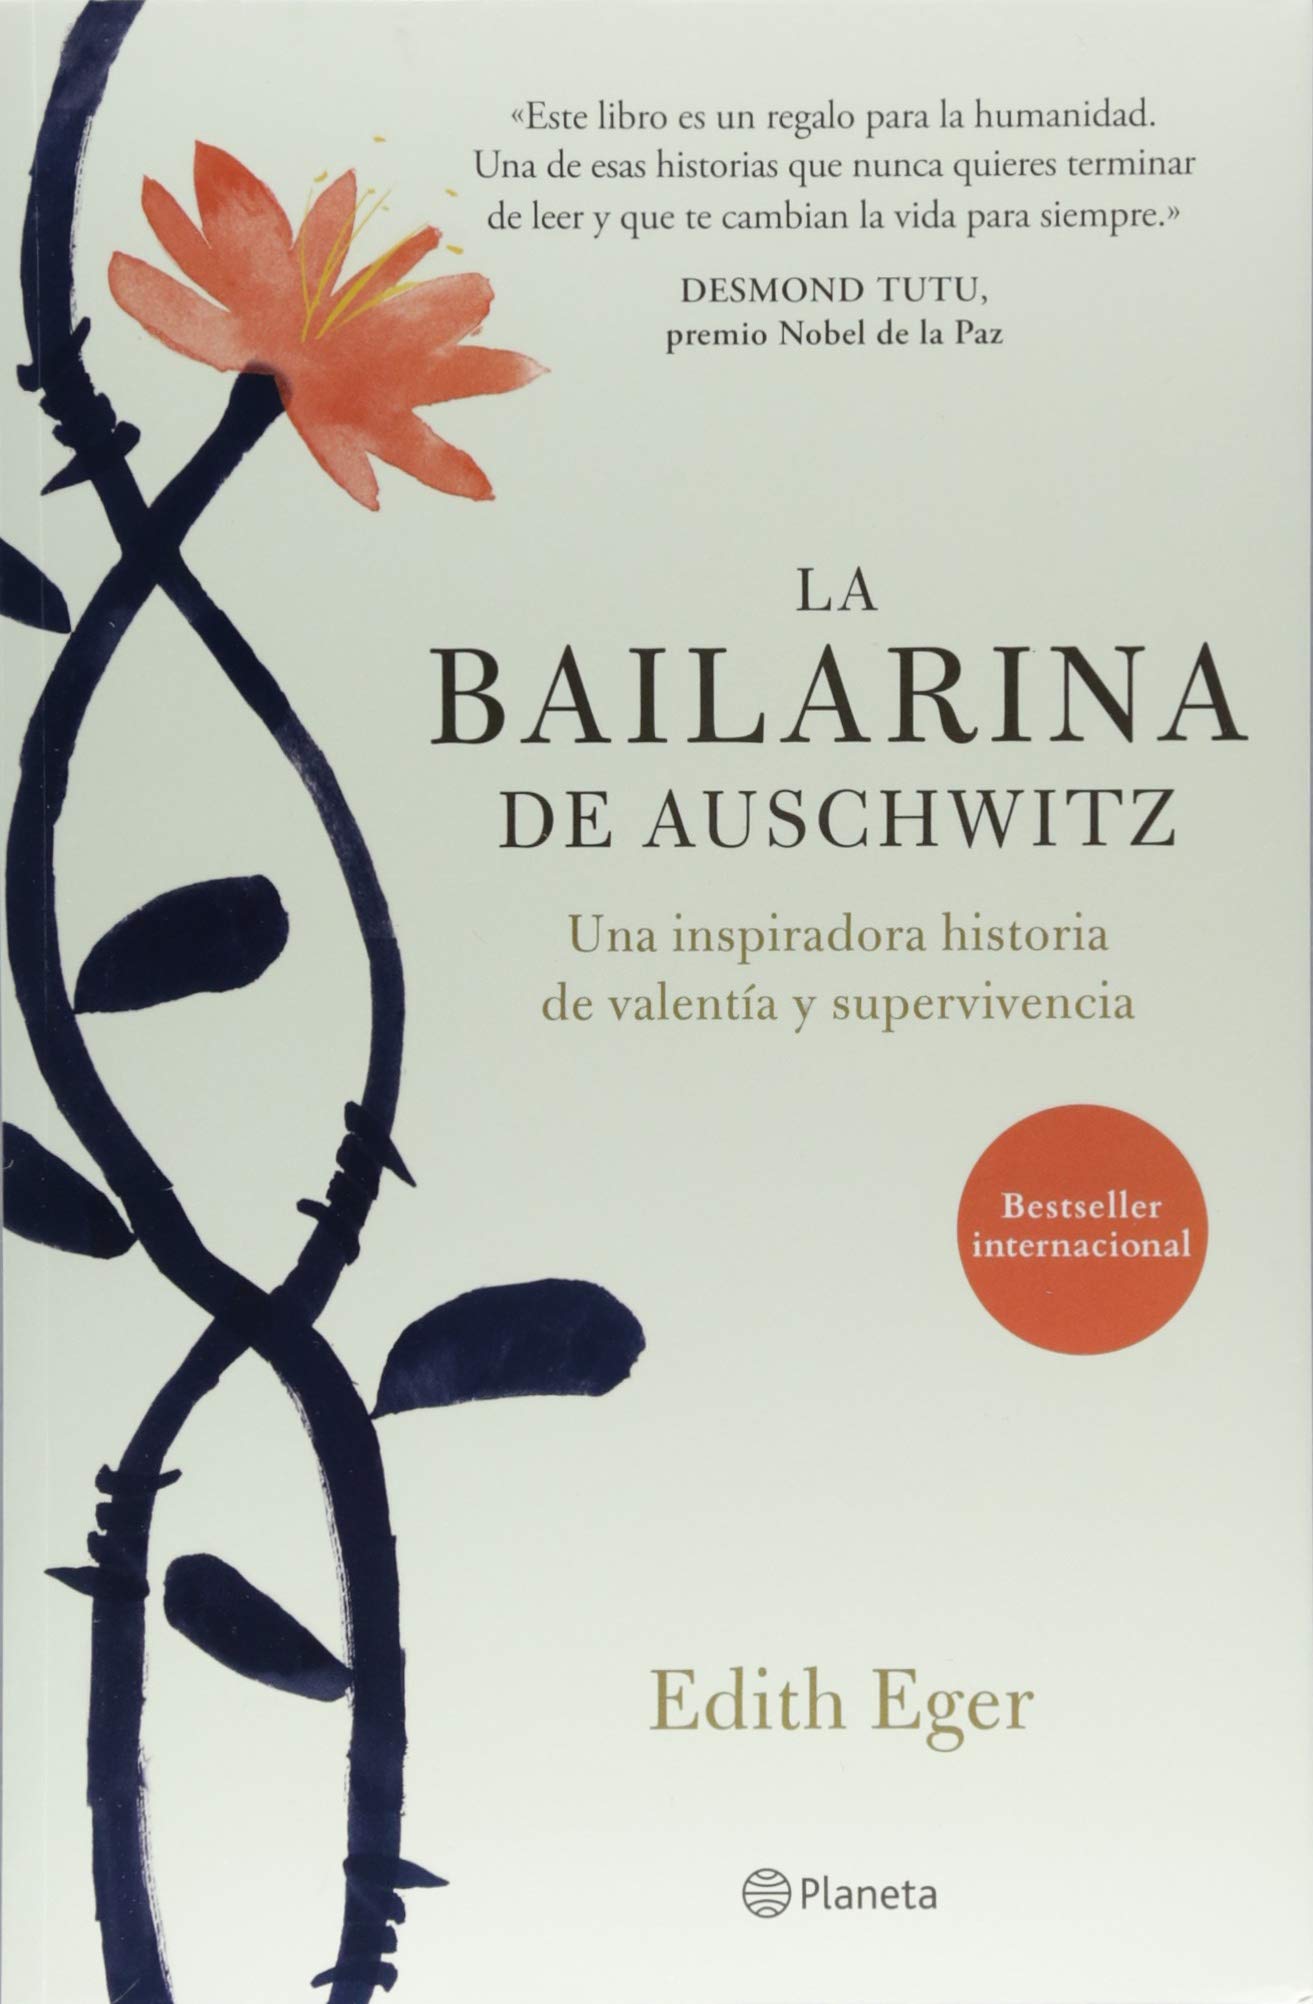 «Este libro es un regalo para la humanidad.
Una de esas historias que nunca quieres terminar
de leer y que te cambian la vida para siempre.»
DESMOND TUTU,
premio Nobel de la Paz
LA
BAILARINA
DE AUSCHWITZ
Una inspiradora historia
de valentía y supervivencia
Bestseller
internacional
Edith Eger
Planeta